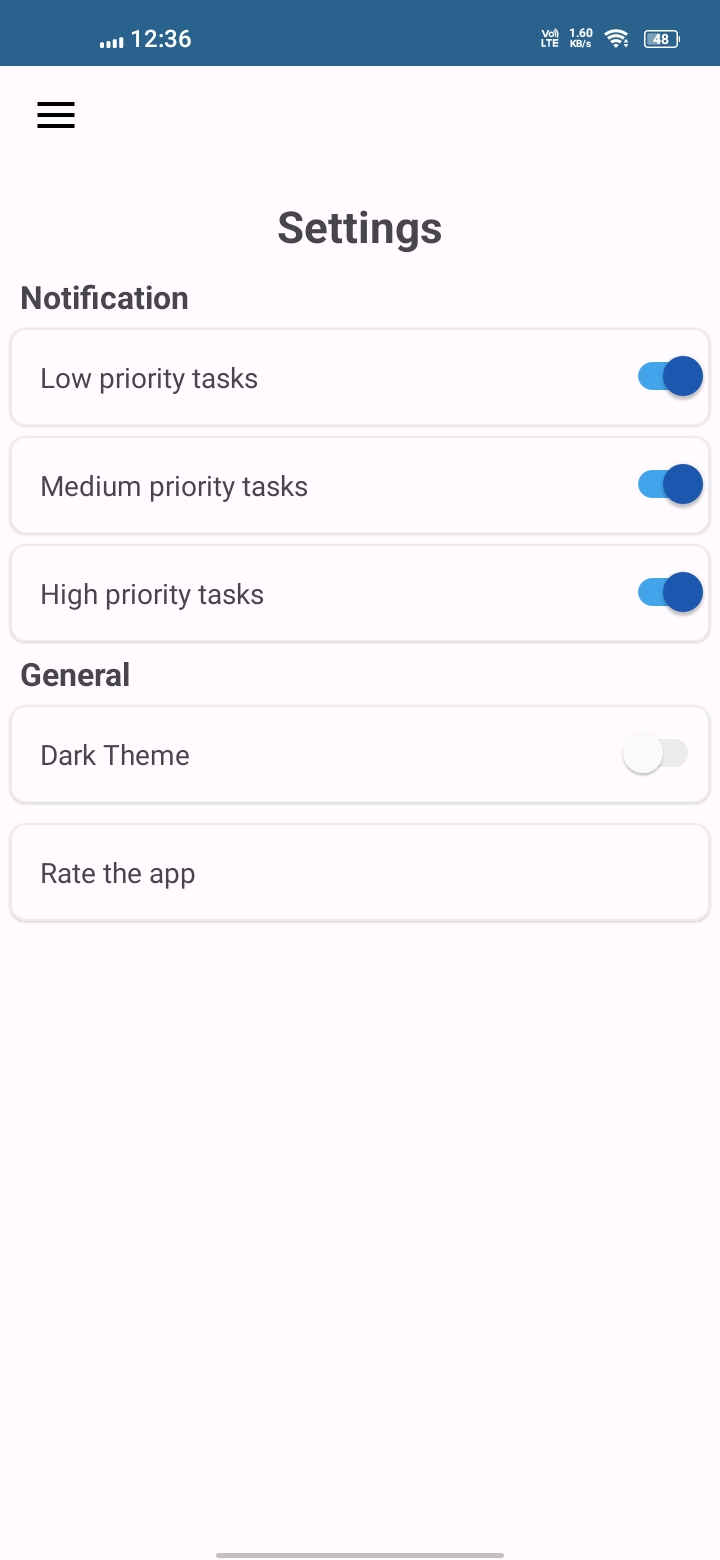 12:36 Vo) LTE 1.60 KB/s 48
Settings
Notification
Low priority tasks
Medium priority tasks
High priority tasks
General
Dark Theme
Rate the app